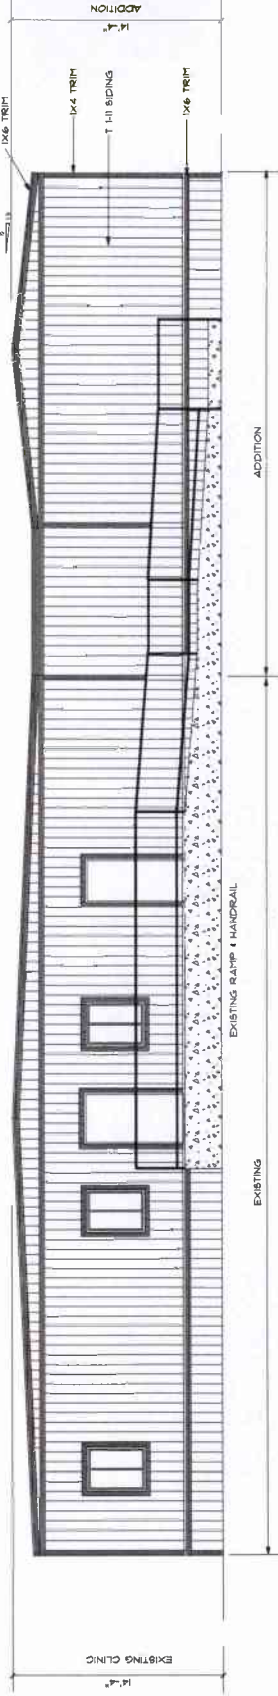 ADDITION
14'-4"
1X6 TRIM
1X4 TRIM
T 1-11 SIDING
1X6 TRIM
ADDITION
EXISTING RAMP & HANDRAIL
EXISTING
EXISTING CLINIC
14'-4"